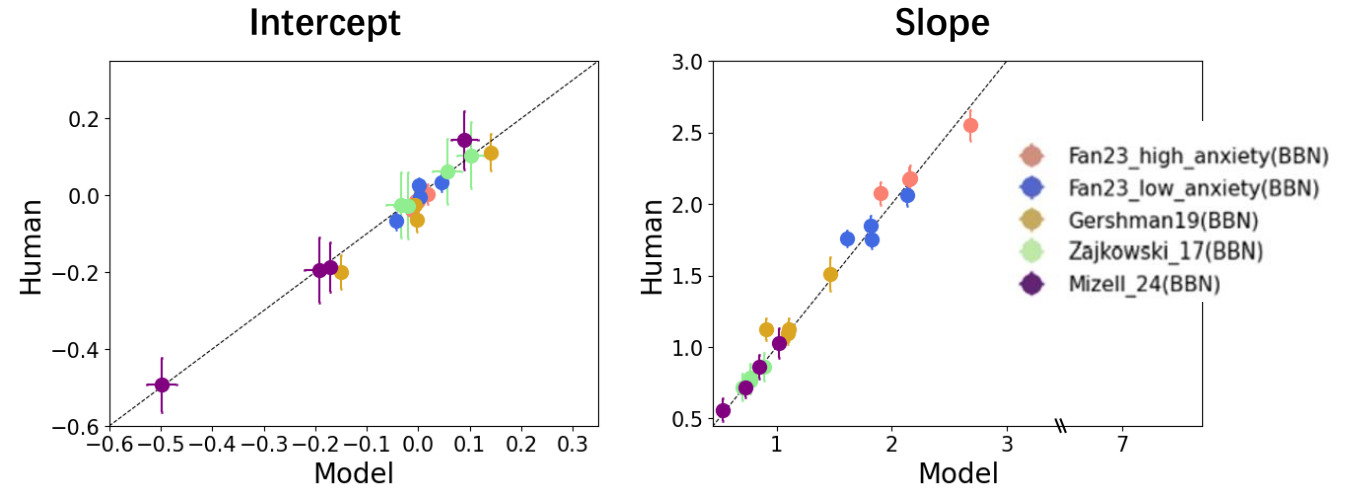 Intercept
Slope
0.2
0.0
−0.2
−0.4
−0.6
Human
−0.6 −0.5 −0.4 −0.3 −0.2 −0.1 0.0 0.1 0.2 0.3
Model
3.0
2.5
2.0
1.5
1.0
0.5
Human
1 2 3 7
Model
Fan23_high_anxiety(BBN)
Fan23_low_anxiety(BBN)
Gershman19(BBN)
Zajkowski_17(BBN)
Mizell_24(BBN)